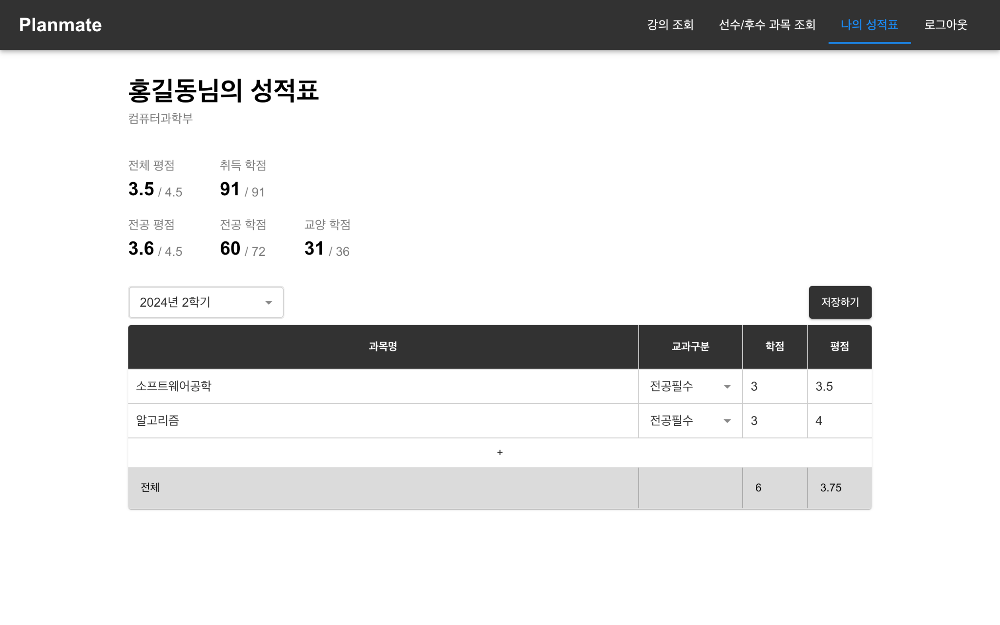 Planmate 강의 조회 선수/후수 과목 조회 나의 성적표 로그아웃
홍길동님의 성적표
컴퓨터과학부
전체 평점 취득 학점
3.5 / 4.5 91 / 91
전공 평점 전공 학점 교양 학점
3.6 / 4.5 60 / 72 31 / 36
2024년 2학기 저장하기
과목명 교과구분 학점 평점
소프트웨어공학 전공필수 3 3.5
알고리즘 전공필수 3 4
+
전체 6 3.75